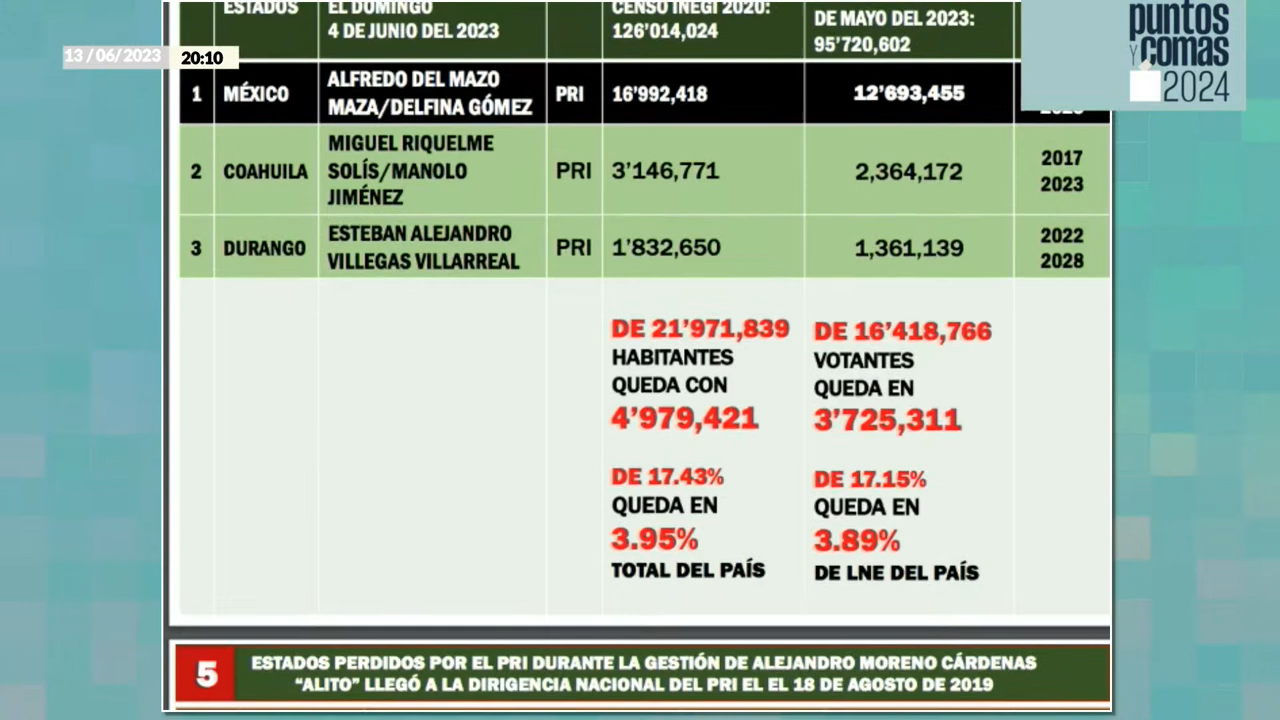 ESTADOS
EL DOMINGO
4 DE JUNIO DEL 2023
CENSO INEGI 2020:
126'014,024
DE MAYO DEL 2023:
95'720,602
puntos
Y comas
2024
13/06/2023
20:10
1
MÉXICO
ALFREDO DEL MAZO
MAZA/DELFINA GÓMEZ
PRI
16'992,418
12'693,455
2
COAHUILA
MIGUEL RIQUELME
SOLÍS/MANOLO
JIMÉNEZ
PRI
3'146,771
2,364,172
2017
2023
3
DURANGO
ESTEBAN ALEJANDRO
VILLEGAS VILLARREAL
PRI
1'832,650
1,361,139
2022
2028
DE 21'971,839
HABITANTES
QUEDA CON
4'979,421
DE 17.43%
QUEDA EN
3.95%
TOTAL DEL PAÍS
DE 16'418,766
VOTANTES
QUEDA EN
3'725,311
DE 17.15%
QUEDA EN
3.89%
DE LNE DEL PAÍS
5
ESTADOS PERDIDOS POR EL PRI DURANTE LA GESTIÓN DE ALEJANDRO MORENO CÁRDENAS
“ALITO” LLEGÓ A LA DIRIGENCIA NACIONAL DEL PRI EL EL 18 DE AGOSTO DE 2019